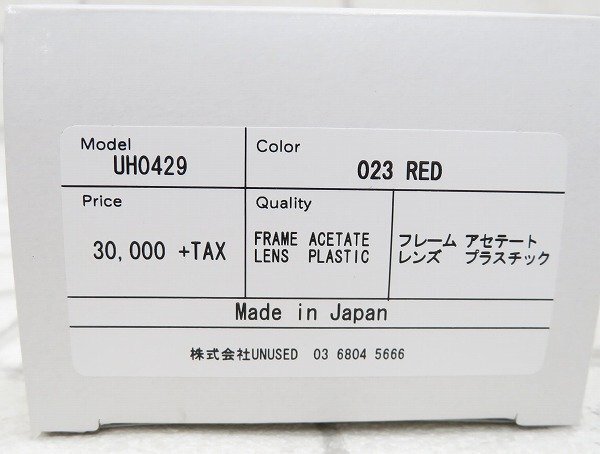 Model
UH0429
Color
023 RED
Price
30,000 +TAX
Quality
FRAME ACETATE
LENS PLASTIC
フレーム アセテート
レンズ プラスチック
Made in Japan
株式会社UNUSED 03 6804 5666